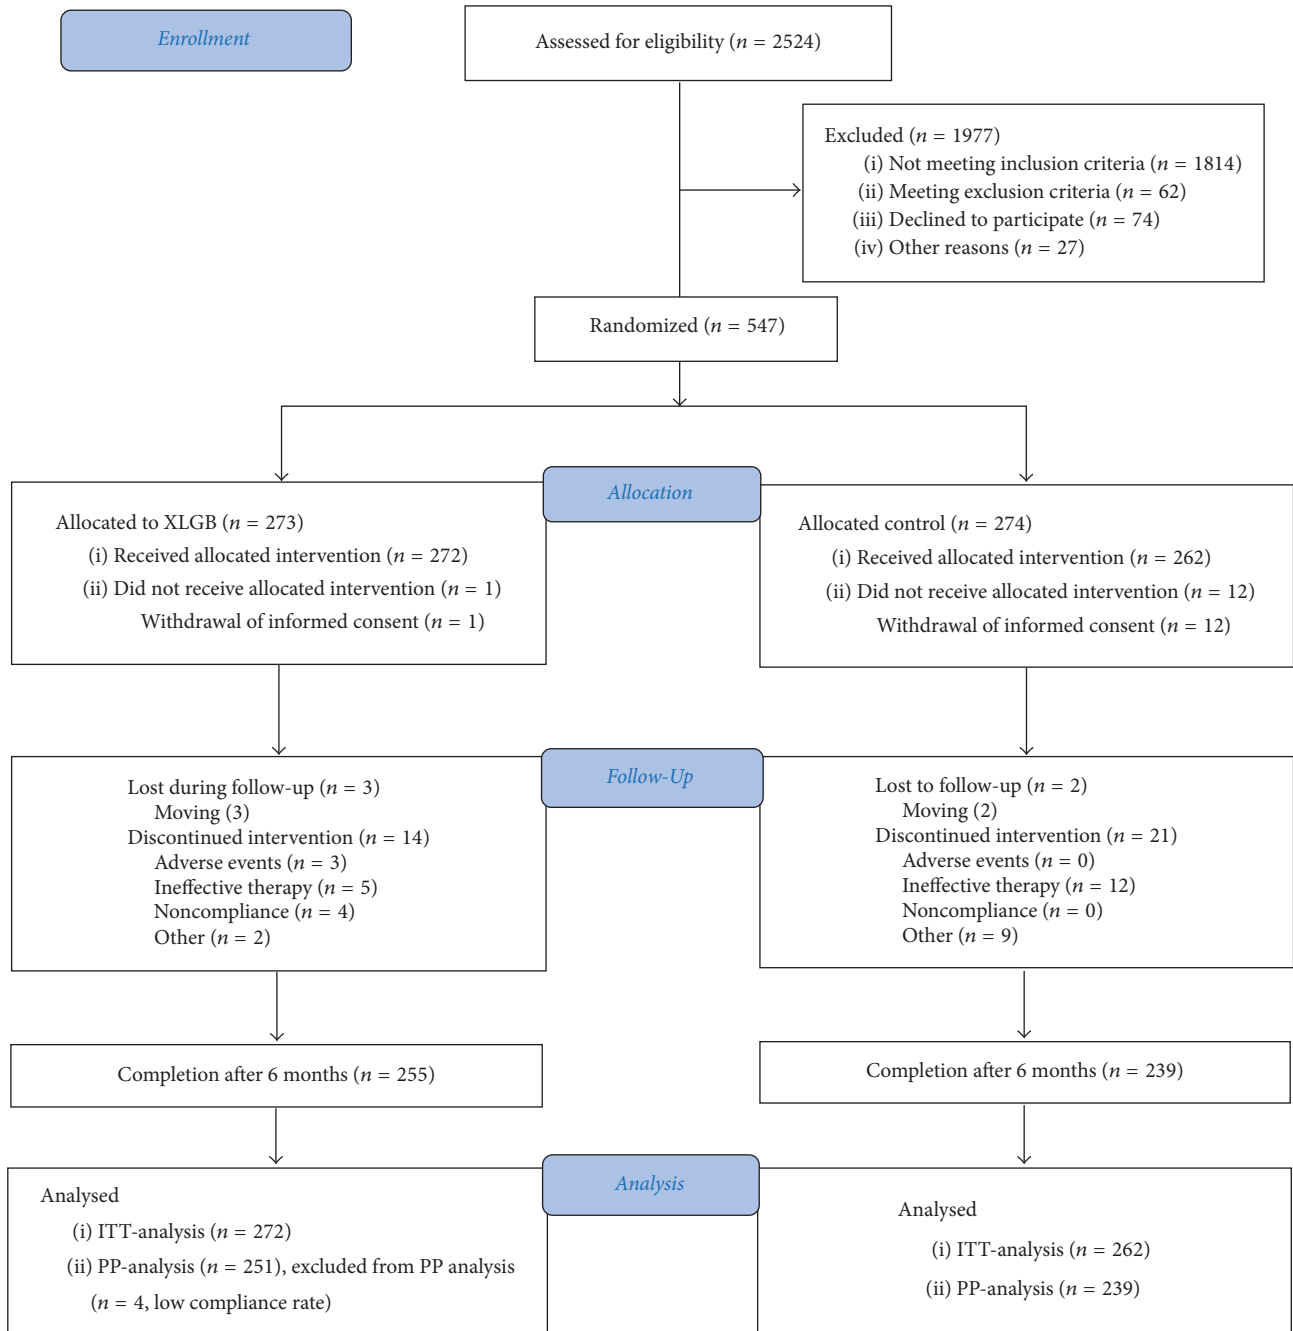 Enrollment
Assessed for eligibility (n = 2524)
Excluded (n = 1977)
(i) Not meeting inclusion criteria (n = 1814)
(ii) Meeting exclusion criteria (n = 62)
(iii) Declined to participate (n = 74)
(iv) Other reasons (n = 27)
Randomized (n = 547)
Allocation
Allocated to XLGB (n = 273)
(i) Received allocated intervention (n = 272)
(ii) Did not receive allocated intervention (n = 1)
Withdrawal of informed consent (n = 1)
Allocated control (n = 274)
(i) Received allocated intervention (n = 262)
(ii) Did not receive allocated intervention (n = 12)
Withdrawal of informed consent (n = 12)
Follow-Up
Lost during follow-up (n = 3)
Moving (3)
Discontinued intervention (n = 14)
Adverse events (n = 3)
Ineffective therapy (n = 5)
Noncompliance (n = 4)
Other (n = 2)
Lost to follow-up (n = 2)
Moving (2)
Discontinued intervention (n = 21)
Adverse events (n = 0)
Ineffective therapy (n = 12)
Noncompliance (n = 0)
Other (n = 9)
Completion after 6 months (n = 255)
Completion after 6 months (n = 239)
Analysis
Analysed
(i) ITT-analysis (n = 272)
(ii) PP-analysis (n = 251), excluded from PP analysis
(n = 4, low compliance rate)
Analysed
(i) ITT-analysis (n = 262)
(ii) PP-analysis (n = 239)